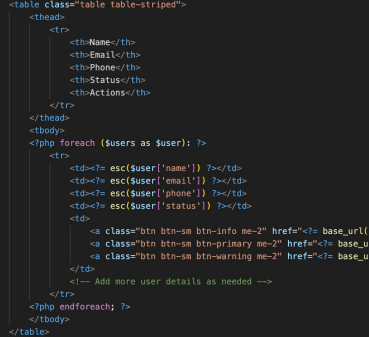 <table class="table table-striped">
<thead>
<tr>
<th>Name</th>
<th>Email</th>
<th>Phone</th>
<th>Status</th>
<th>Actions</th>
</tr>
</thead>
<tbody>
<?php foreach ($users as $user): ?>
<tr>
<td><?= esc($user['name']) ?></td>
<td><?= esc($user['email']) ?></td>
<td><?= esc($user['phone']) ?></td>
<td><?= esc($user['status']) ?></td>
<td>
<a class="btn btn-sm btn-info me-2" href="<?= base_url(
<a class="btn btn-sm btn-primary me-2" href="<?= base_u
<a class="btn btn-sm btn-warning me-2" href="<?= base_u
</td>
<!-- Add more user details as needed -->
</tr>
<?php endforeach; ?>
</tbody>
</table>